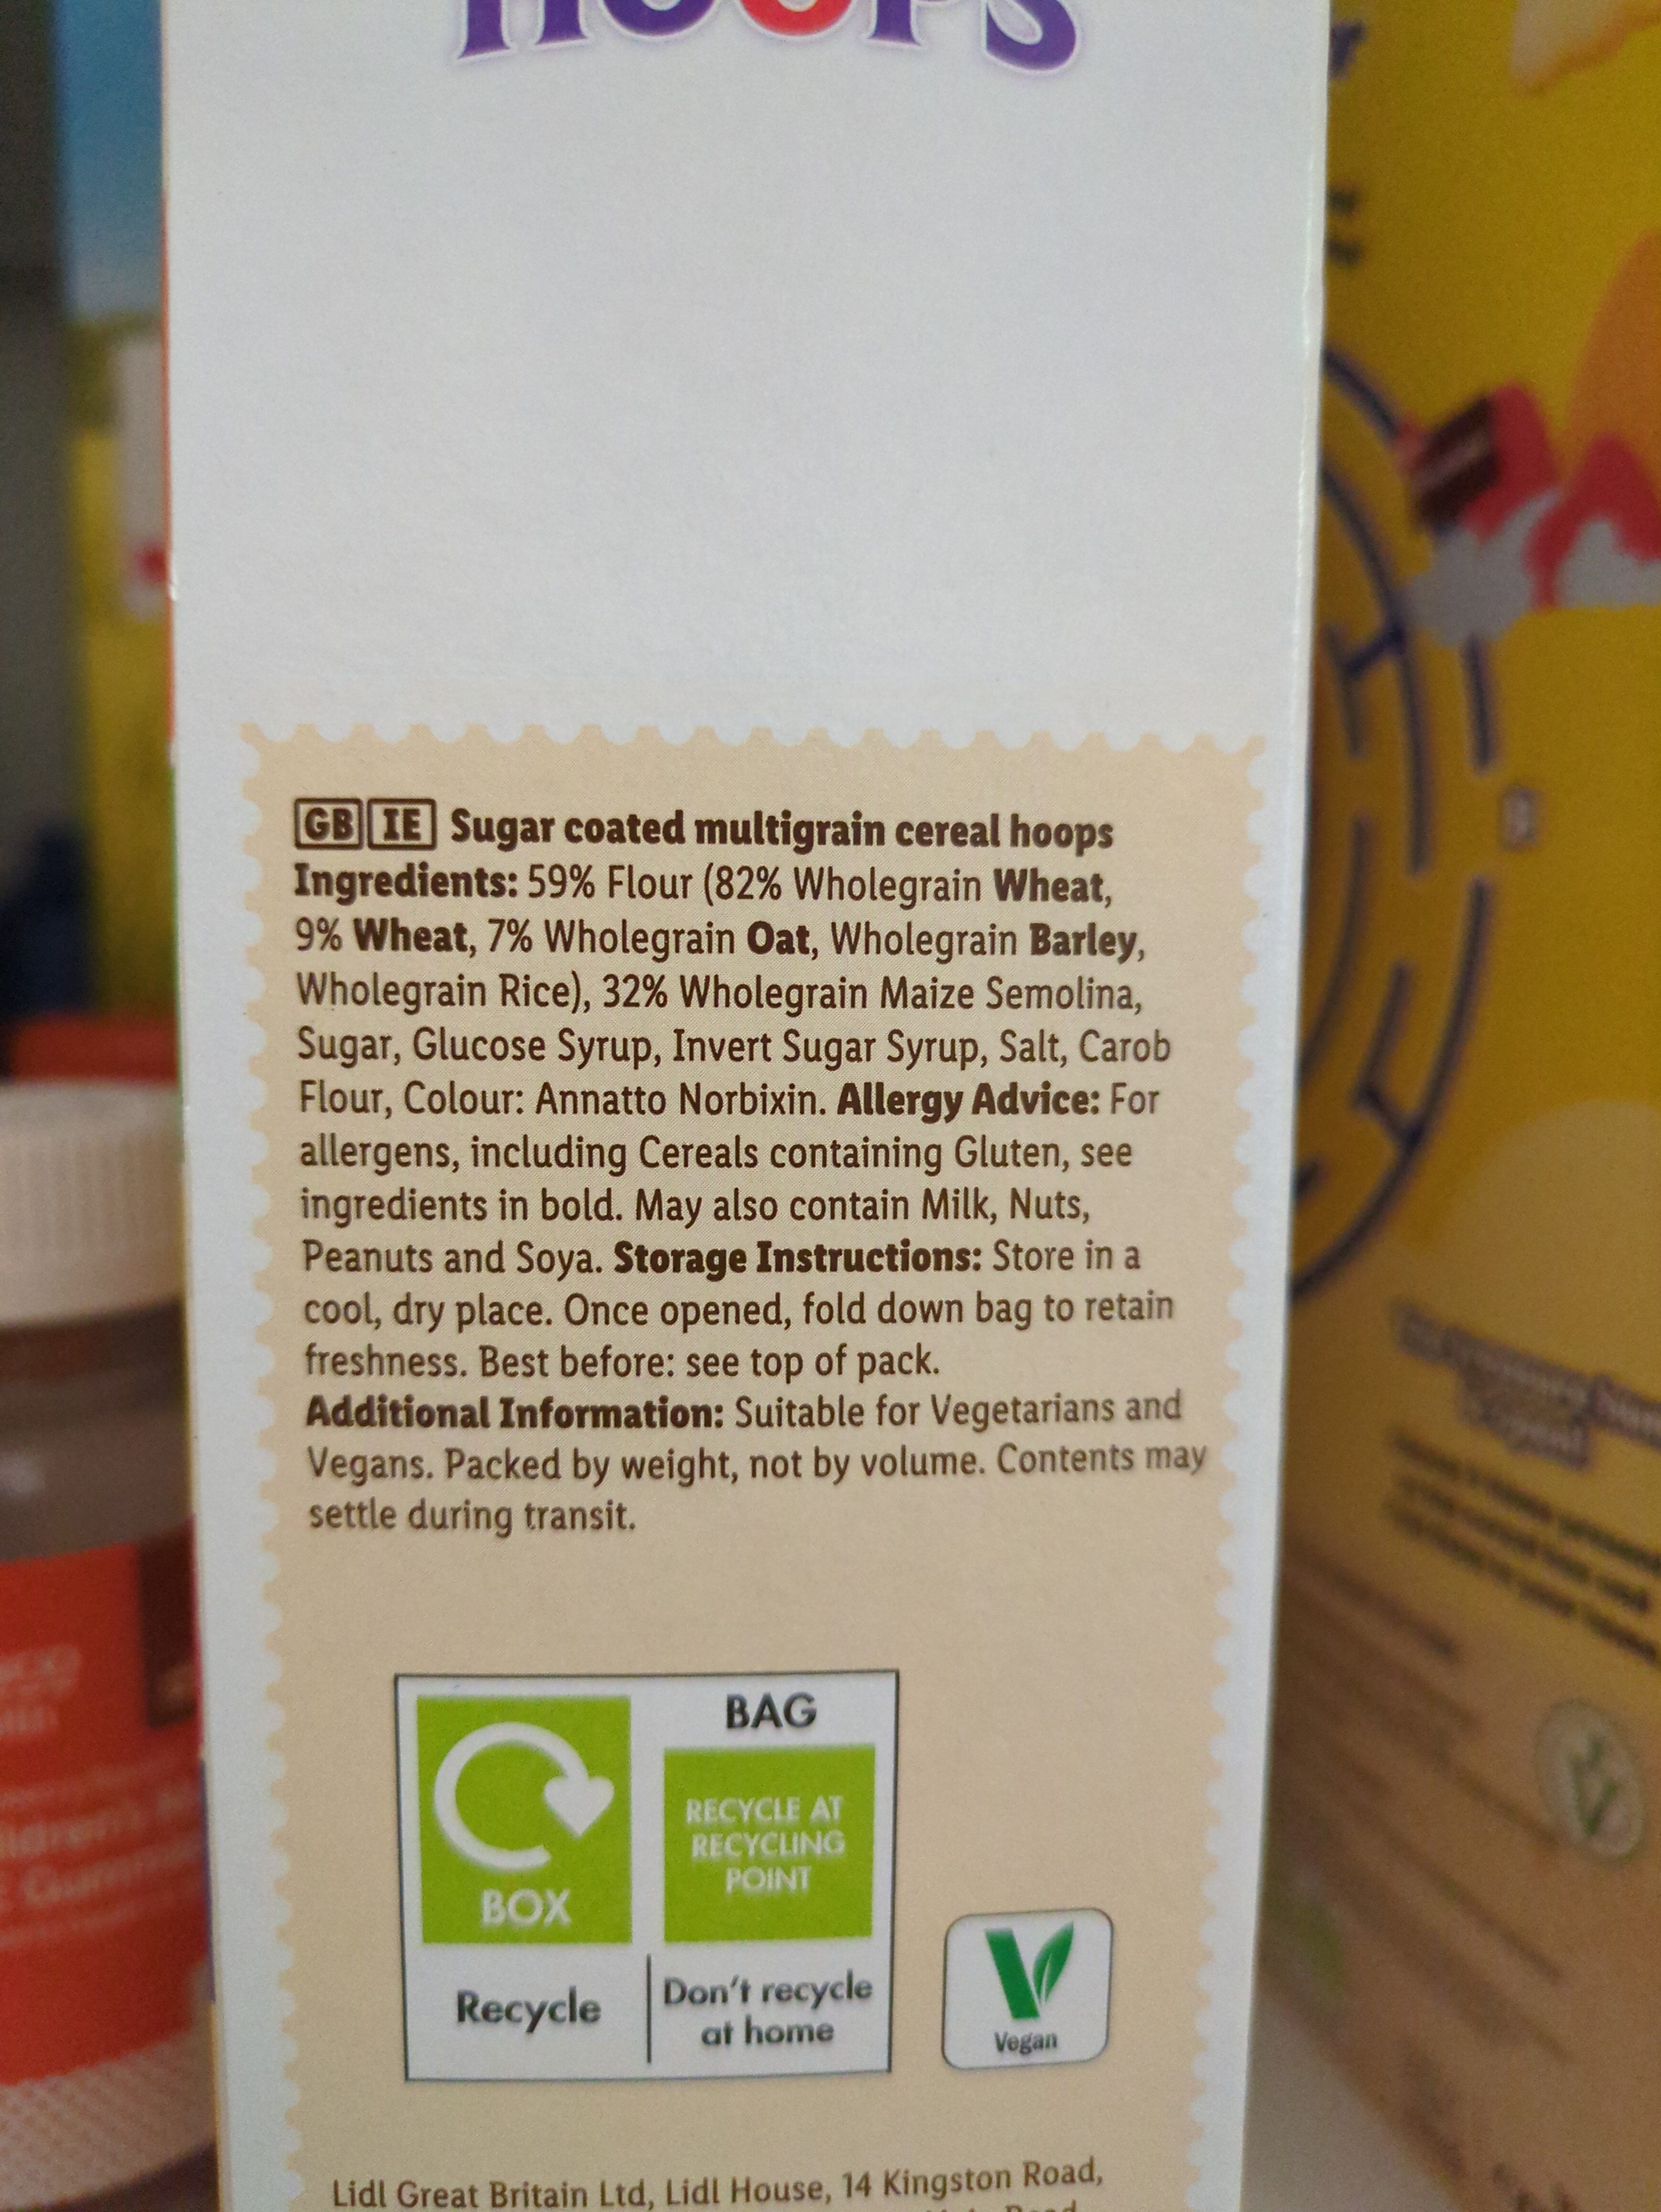 HOOPS
GB IE Sugar coated multigrain cereal hoops
Ingredients: 59% Flour (82% Wholegrain Wheat,
9% Wheat, 7% Wholegrain Oat, Wholegrain Barley,
Wholegrain Rice), 32% Wholegrain Maize Semolina,
Sugar, Glucose Syrup, Invert Sugar Syrup, Salt, Carob
Flour, Colour: Annatto Norbixin. Allergy Advice: For
allergens, including Cereals containing Gluten, see
ingredients in bold. May also contain Milk, Nuts,
Peanuts and Soya. Storage Instructions: Store in a
cool, dry place. Once opened, fold down bag to retain
freshness. Best before: see top of pack.
Additional Information: Suitable for Vegetarians and
Vegans. Packed by weight, not by volume. Contents may
settle during transit.
BOX
Recycle
BAG
RECYCLE AT
RECYCLING
POINT
Don't recycle
at home
Vegan
Lidl Great Britain Ltd, Lidl House, 14 Kingston Road,